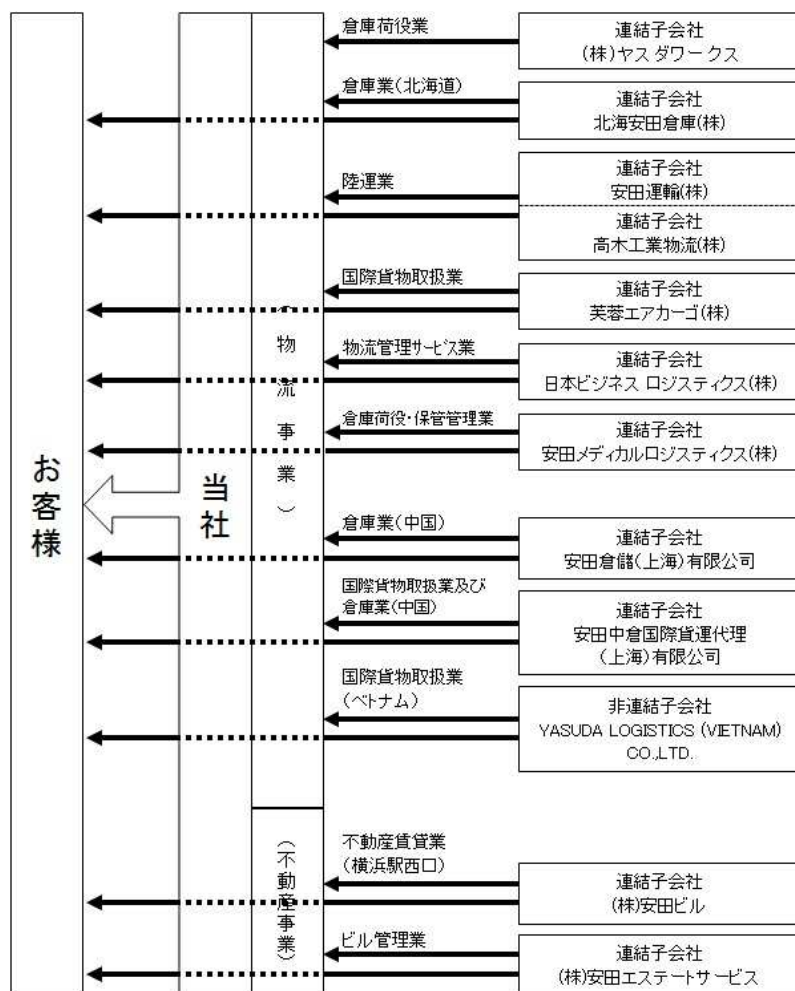 お客様
当社
（物流事業）
（不動産事業）
倉庫荷役業
連結子会社
(株)ヤスダワークス
倉庫業(北海道)
連結子会社
北海安田倉庫(株)
陸運業
連結子会社
安田運輸(株)
連結子会社
高木工業物流(株)
国際貨物取扱業
連結子会社
芙蓉エアカーゴ(株)
物流管理サービス業
連結子会社
日本ビジネス ロジスティクス(株)
倉庫荷役・保管管理業
連結子会社
安田メディカルロジスティクス(株)
倉庫業(中国)
連結子会社
安田倉儲(上海)有限公司
国際貨物取扱業及び
倉庫業(中国)
連結子会社
安田中倉国際貨運代理
(上海)有限公司
国際貨物取扱業
(ベトナム)
非連結子会社
YASUDA LOGISTICS (VIETNAM)
CO.,LTD.
不動産賃貸業
(横浜駅西口)
連結子会社
(株)安田ビル
ビル管理業
連結子会社
(株)安田エステートサービス